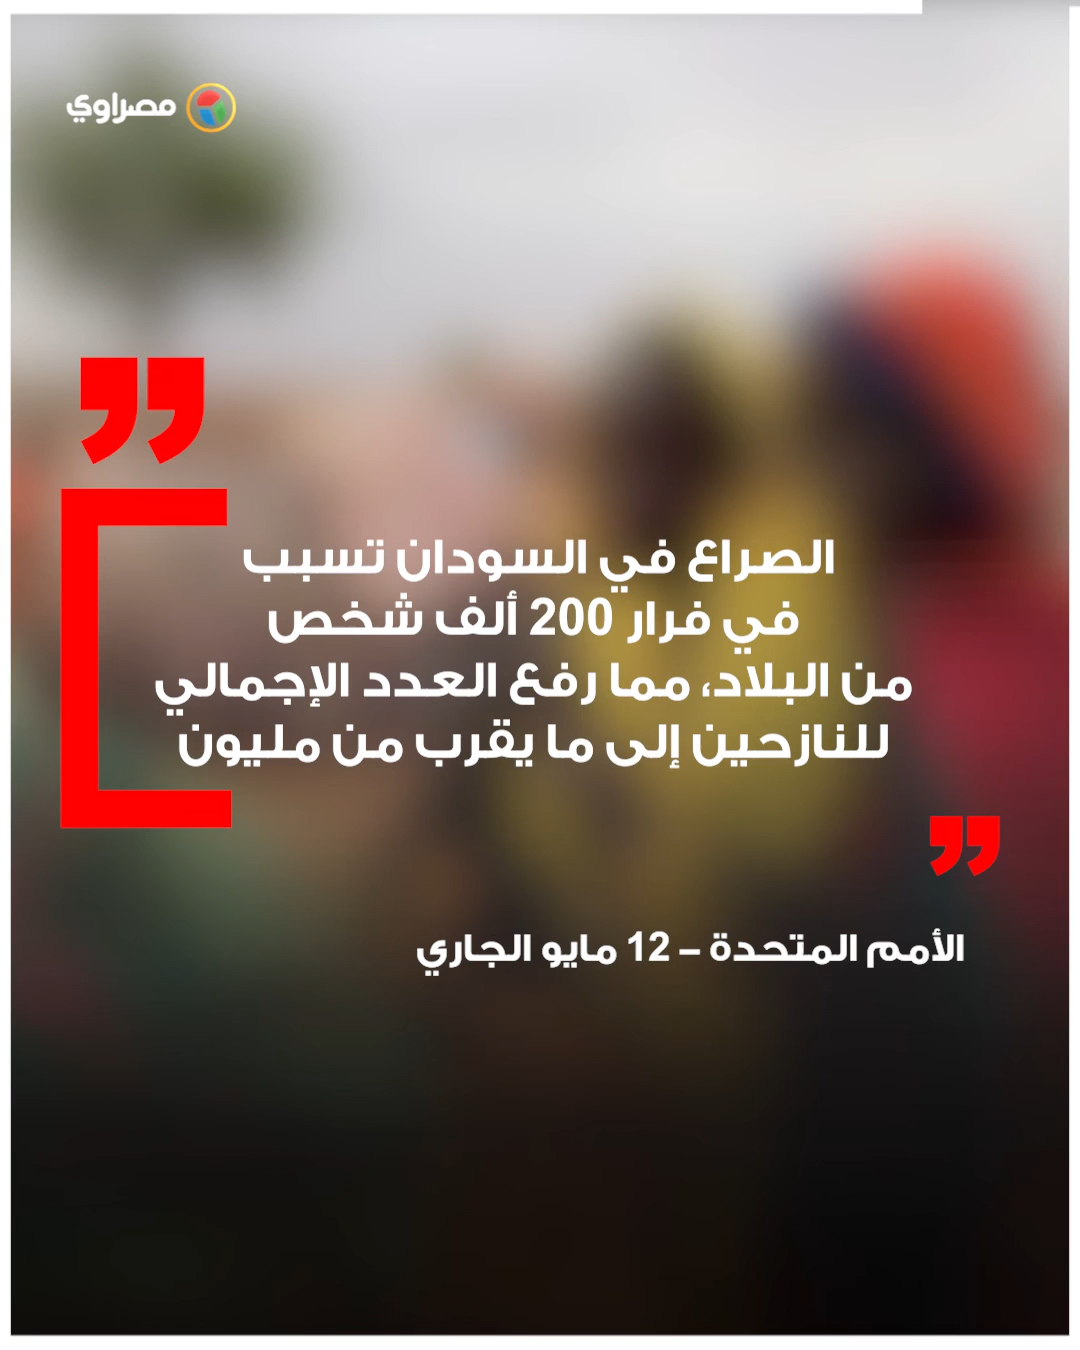 مصراوي
الصراع في السودان تسبب
في فرار 200 ألف شخص
من البلاد، مما رفع العدد الإجمالي
للنازحين إلى ما يقرب من مليون
الأمم المتحدة – 12 مايو الجاري